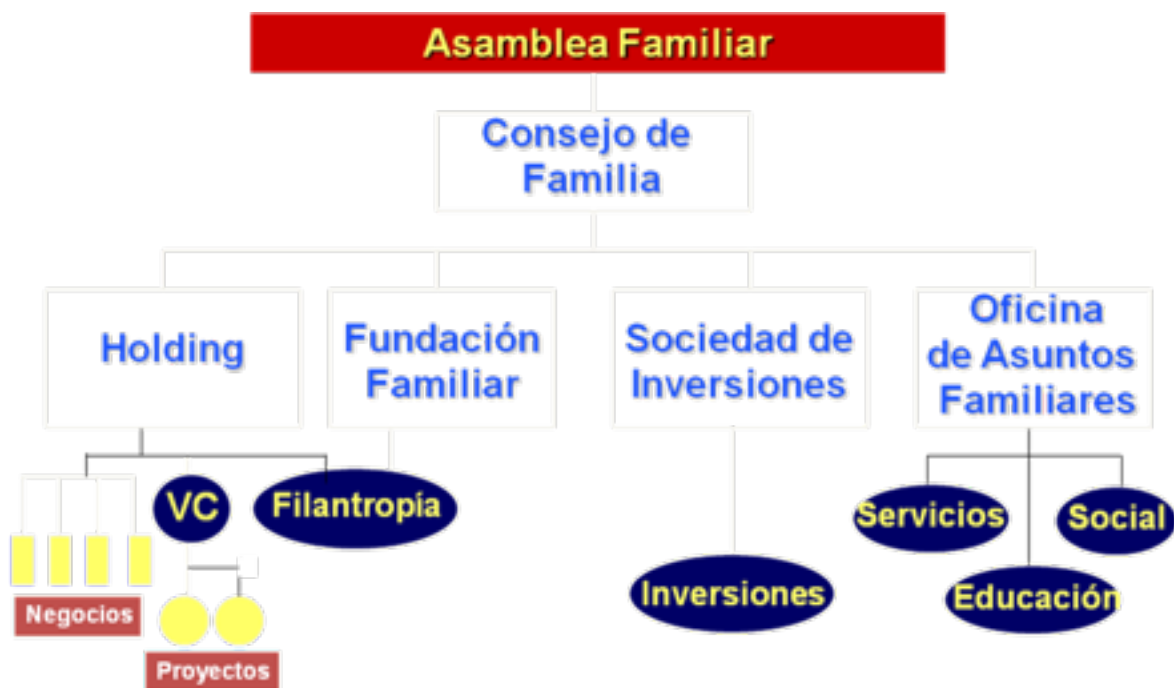 Asamblea Familiar
Consejo de
Familia
Holding
Fundación
Familiar
Sociedad de
Inversiones
Oficina
de Asuntos
Familiares
VC
Filantropía
Servicios
Social
Inversiones
Educación
Negocios
Proyectos